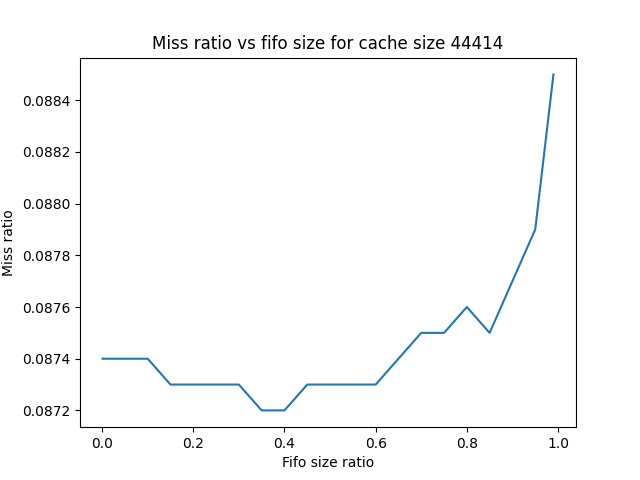 Miss ratio vs fifo size for cache size 44414
0.0884
0.0882
0.0880
0.0878
0.0876
0.0874
0.0872
Miss ratio
0.0 0.2 0.4 0.6 0.8 1.0
Fifo size ratio